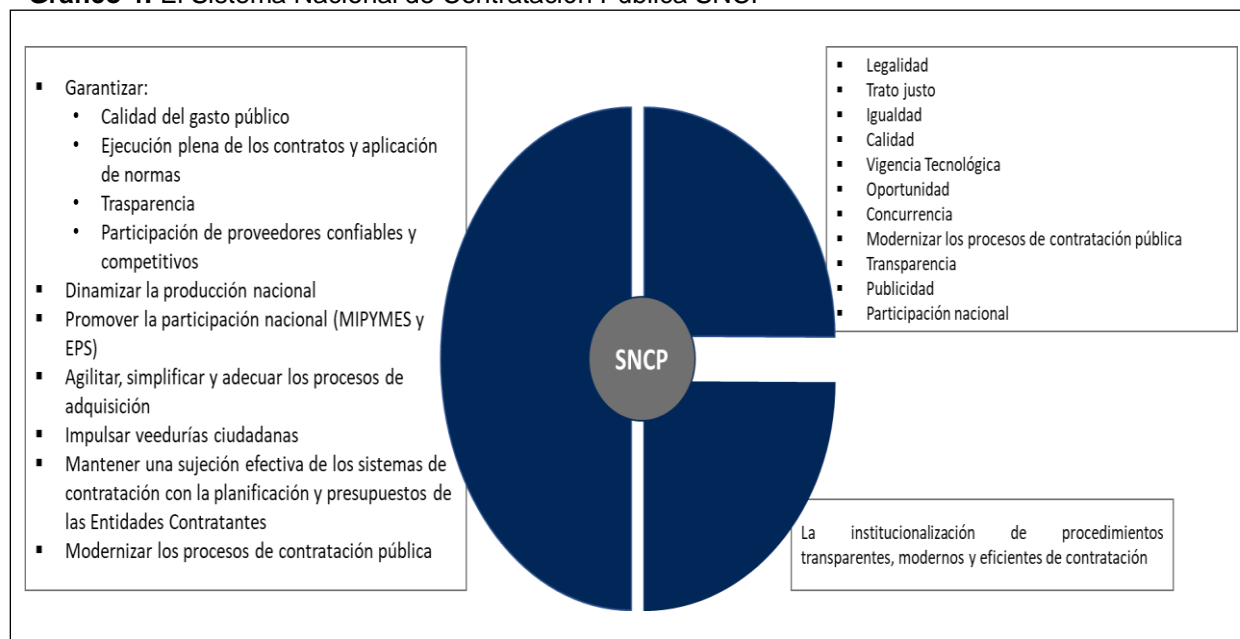 Gráfico 1. El Sistema Nacional de Contratación Pública SNCP
▪ Garantizar:
• Calidad del gasto público
• Ejecución plena de los contratos y aplicación
de normas
• Trasparencia
• Participación de proveedores confiables y
competitivos
▪ Dinamizar la producción nacional
▪ Promover la participación nacional (MIPYMES y
EPS)
▪ Agilitar, simplificar y adecuar los procesos de
adquisición
▪ Impulsar veedurías ciudadanas
▪ Mantener una sujeción efectiva de los sistemas de
contratación con la planificación y presupuestos de
las Entidades Contratantes
▪ Modernizar los procesos de contratación pública
SNCP
▪ Legalidad
▪ Trato justo
▪ Igualdad
▪ Calidad
▪ Vigencia Tecnológica
▪ Oportunidad
▪ Concurrencia
▪ Modernizar los procesos de contratación pública
▪ Transparencia
▪ Publicidad
▪ Participación nacional
La institucionalización de procedimientos
transparentes, modernos y eficientes de contratación